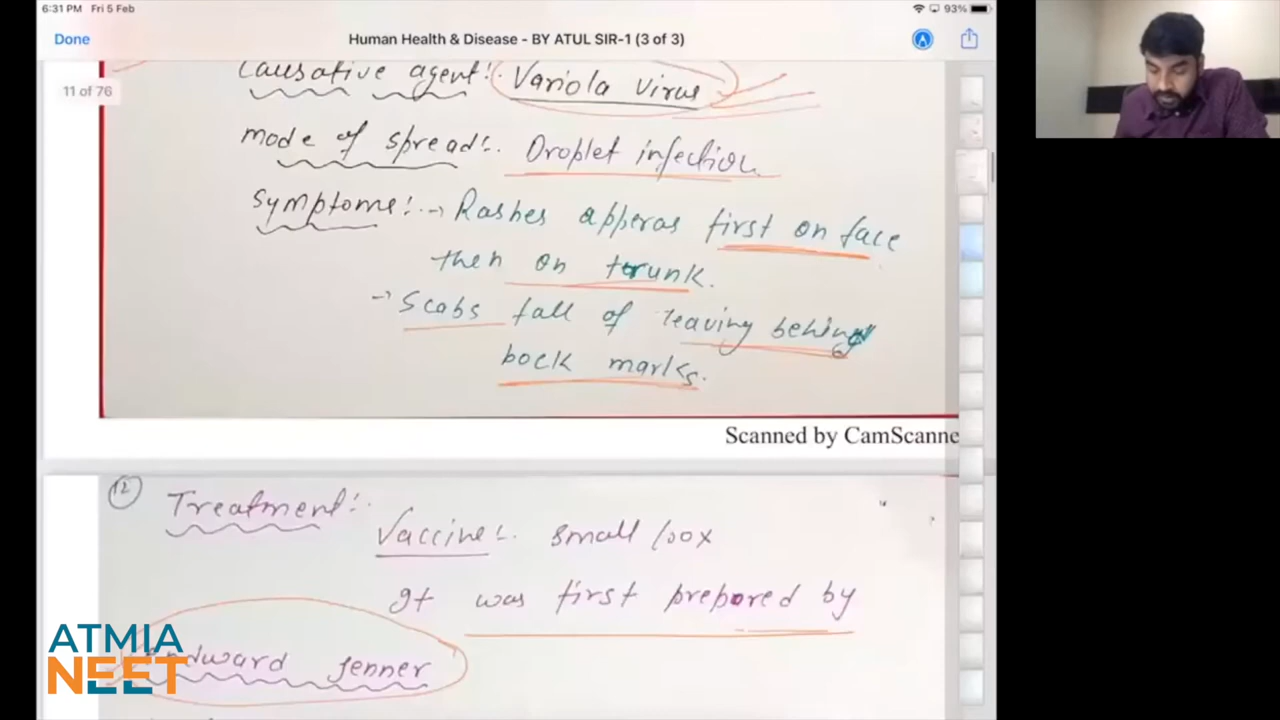 6:31 PM Fri 5 Feb
93%
Done
Human Health & Disease - BY ATUL SIR-1 (3 of 3)
11 of 76
Causative agent:. Variola virus
mode of spread:. Droplet infection
Symptoms:. → Rashes apperas first on face
then on trunk.
→ Scabs fall of leaving behind
bock marks.
Scanned by CamScanne
12 Treatment:.
Vaccine:. small pox
It was first prepared by
Jenner
ATMIA
NEET